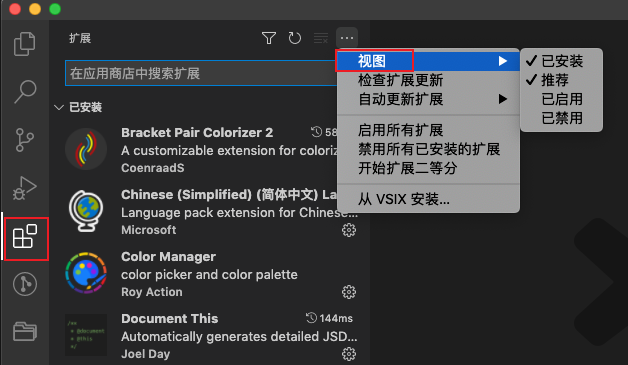 扩展
···
在应用商店中搜索扩展
已安装
Bracket Pair Colorizer 2
58
A customizable extension for coloriz
CoenraadS
Chinese (Simplified) (简体中文) La
Language pack extension for Chinese
Microsoft
Color Manager
color picker and color palette
Roy Action
Document This
144ms
Automatically generates detailed JSD...
Joel Day
/**
* @document
* @this
*/
视图
检查扩展更新
自动更新扩展
启用所有扩展
禁用所有已安装的扩展
开始扩展二等分
从 VSIX 安装...
已安装
推荐
已启用
已禁用